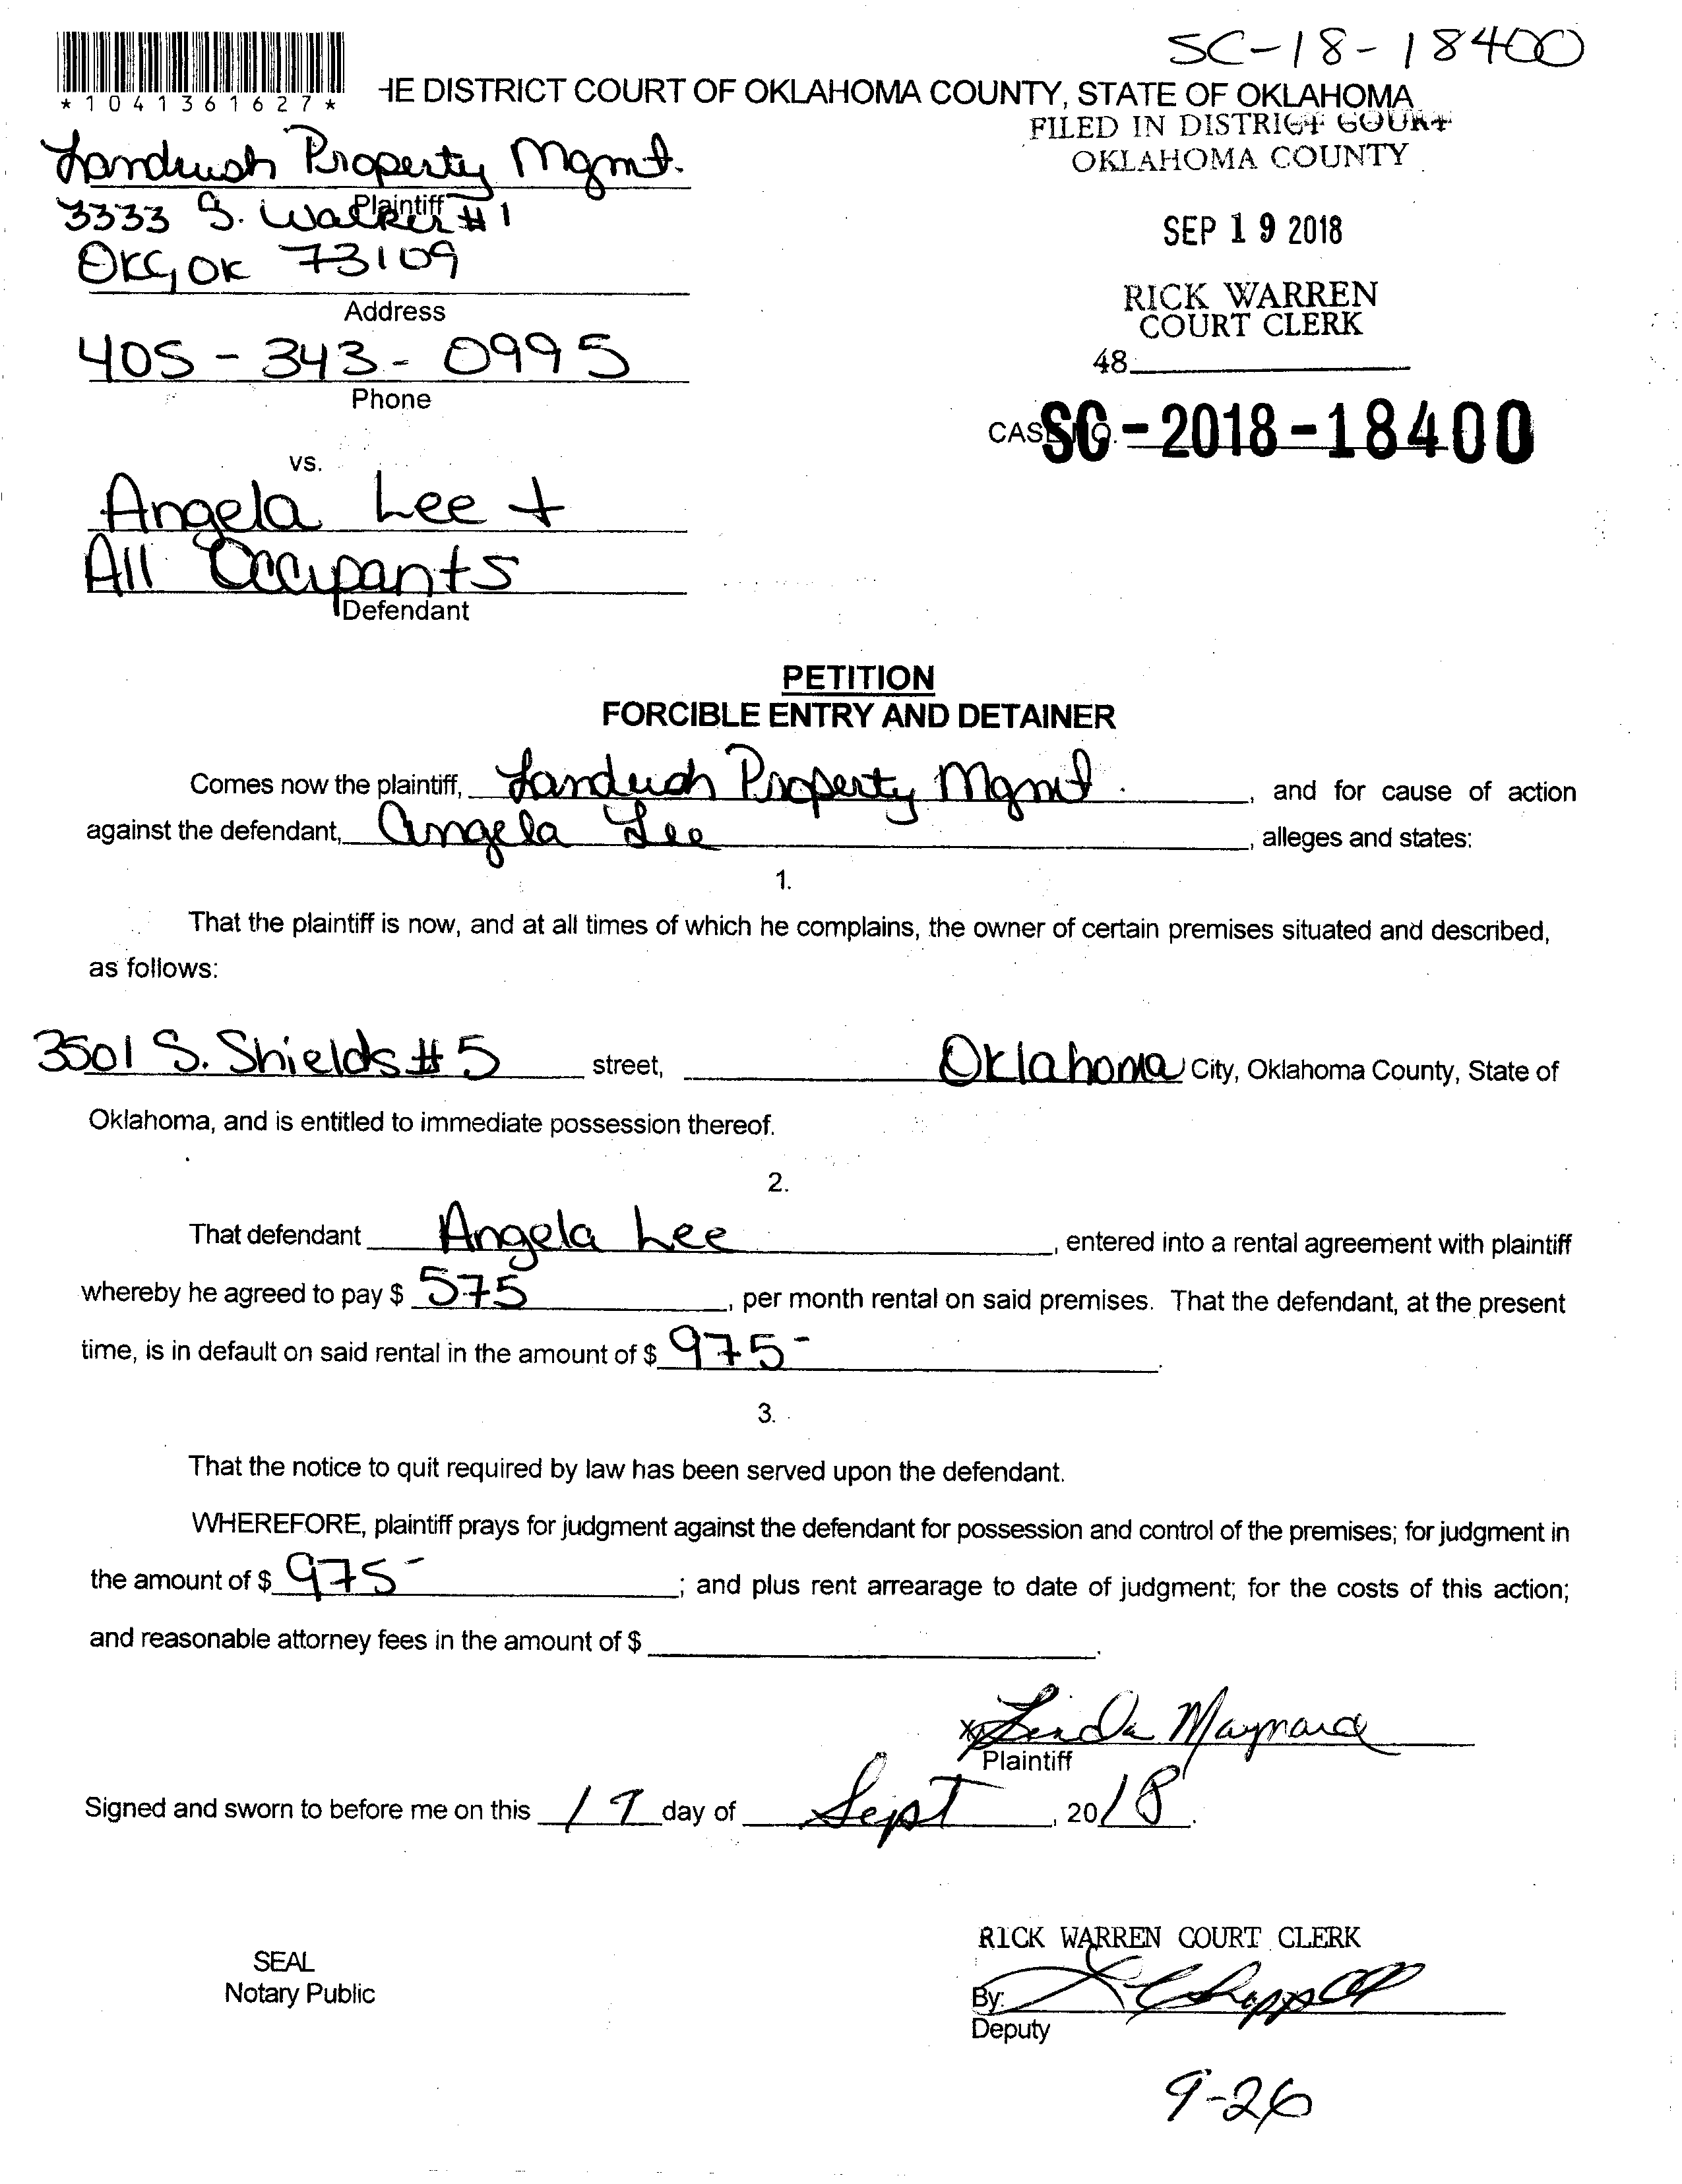 SC-18-18400
*1041361627*
HE DISTRICT COURT OF OKLAHOMA COUNTY, STATE OF OKLAHOMA
FILED IN DISTRICT COURT
OKLAHOMA COUNTY
Property Mgmt.
Plaintiff
3333 S. Walker #1
OKC, OK 73109
Address
405-343-0995
Phone
SEP 19 2018
RICK WARREN
COURT CLERK
48
CASE NO. SC-2018-18400
vs.
Angela Lee +
All Occupants
Defendant
PETITION
FORCIBLE ENTRY AND DETAINER
Comes now the plaintiff, Property Mgmt. , and for cause of action
against the defendant, Angela Lee , alleges and states:
1.
That the plaintiff is now, and at all times of which he complains, the owner of certain premises situated and described,
as follows:
3501 S. Shields #5 street, Oklahoma City, Oklahoma County, State of
Oklahoma, and is entitled to immediate possession thereof.
2.
That defendant Angela Lee , entered into a rental agreement with plaintiff
whereby he agreed to pay $ 575 , per month rental on said premises. That the defendant, at the present
time, is in default on said rental in the amount of $ 975- .
3.
That the notice to quit required by law has been served upon the defendant.
WHEREFORE, plaintiff prays for judgment against the defendant for possession and control of the premises; for judgment in
the amount of $ 975- ; and plus rent arrearage to date of judgment; for the costs of this action;
and reasonable attorney fees in the amount of $ .
x Linda Maynard
Plaintiff
Signed and sworn to before me on this 19 day of Sept , 2018.
SEAL
Notary Public
RICK WARREN COURT CLERK
By:
Deputy
9-26